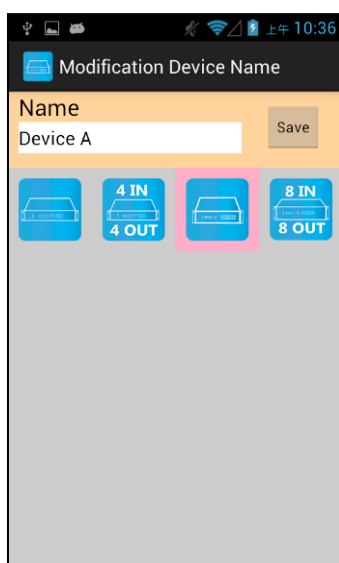 上午 10:36
Modification Device Name
Name
Device A
Save
4 IN
4 OUT
8 IN
8 OUT